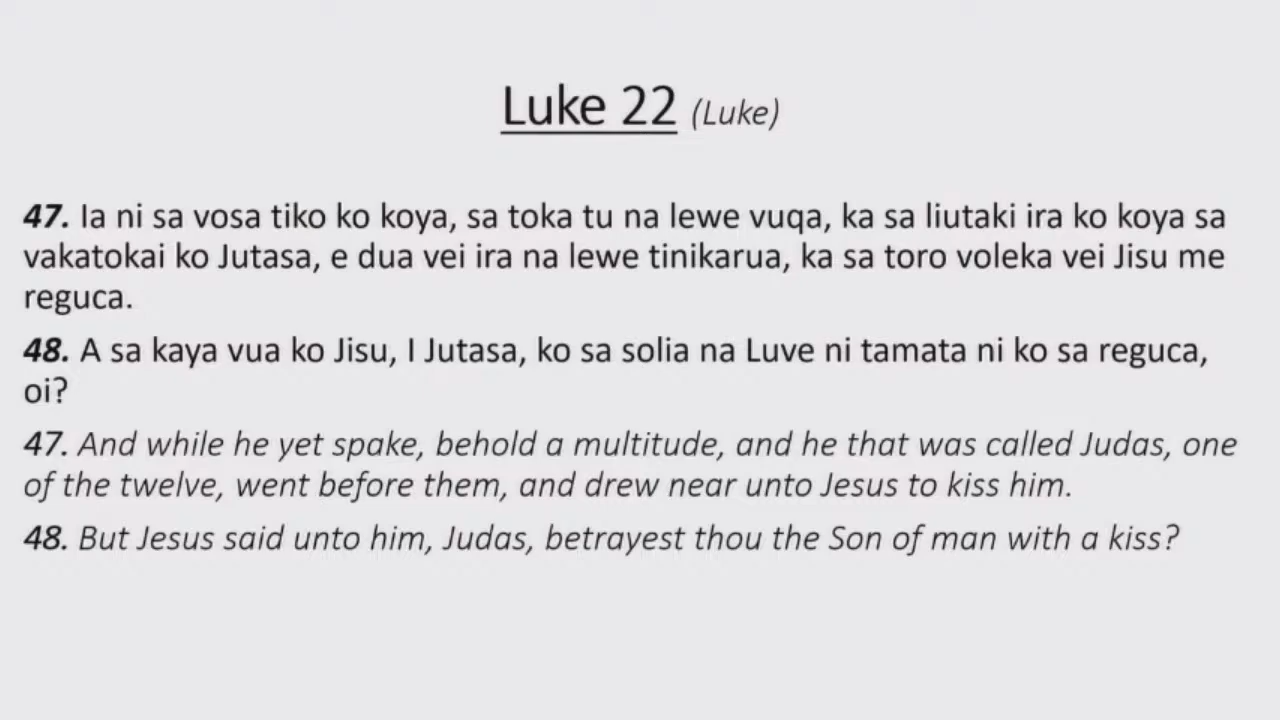 Luke 22 (Luke)
47. Ia ni sa vosa tiko ko koya, sa toka tu na lewe vuqa, ka sa liutaki ira ko koya sa
vakatokai ko Jutasa, e dua vei ira na lewe tinikarua, ka sa toro voleka vei Jisu me
reguca.
48. A sa kaya vua ko Jisu, I Jutasa, ko sa solia na Luve ni tamata ni ko sa reguca,
oi?
47. And while he yet spake, behold a multitude, and he that was called Judas, one
of the twelve, went before them, and drew near unto Jesus to kiss him.
48. But Jesus said unto him, Judas, betrayest thou the Son of man with a kiss?